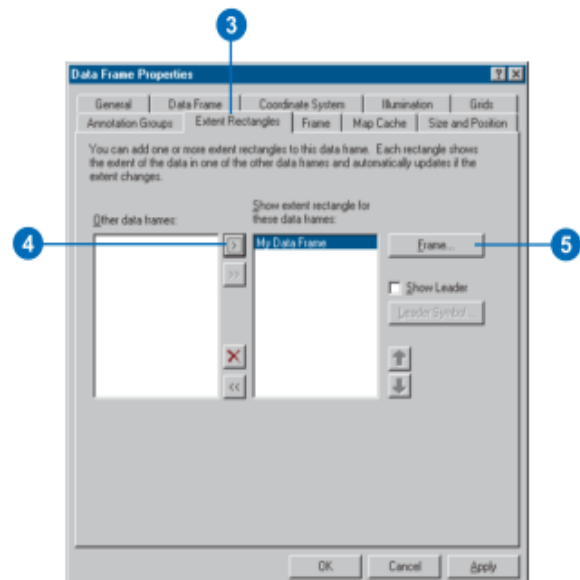 3
Data Frame Properties
General Data Frame Coordinate System Illumination Grids
Annotation Groups Extent Rectangles Frame Map Cache Size and Position
You can add one or more extent rectangles to this data frame. Each rectangle shows
the extent of the data in one of the other data frames and automatically updates if the
extent changes.
Other data frames:
Show extent rectangle for
these data frames:
4
>
My Data Frame
Frame...
5
>>
Show Leader
Leader Symbol...
<<
OK Cancel Apply